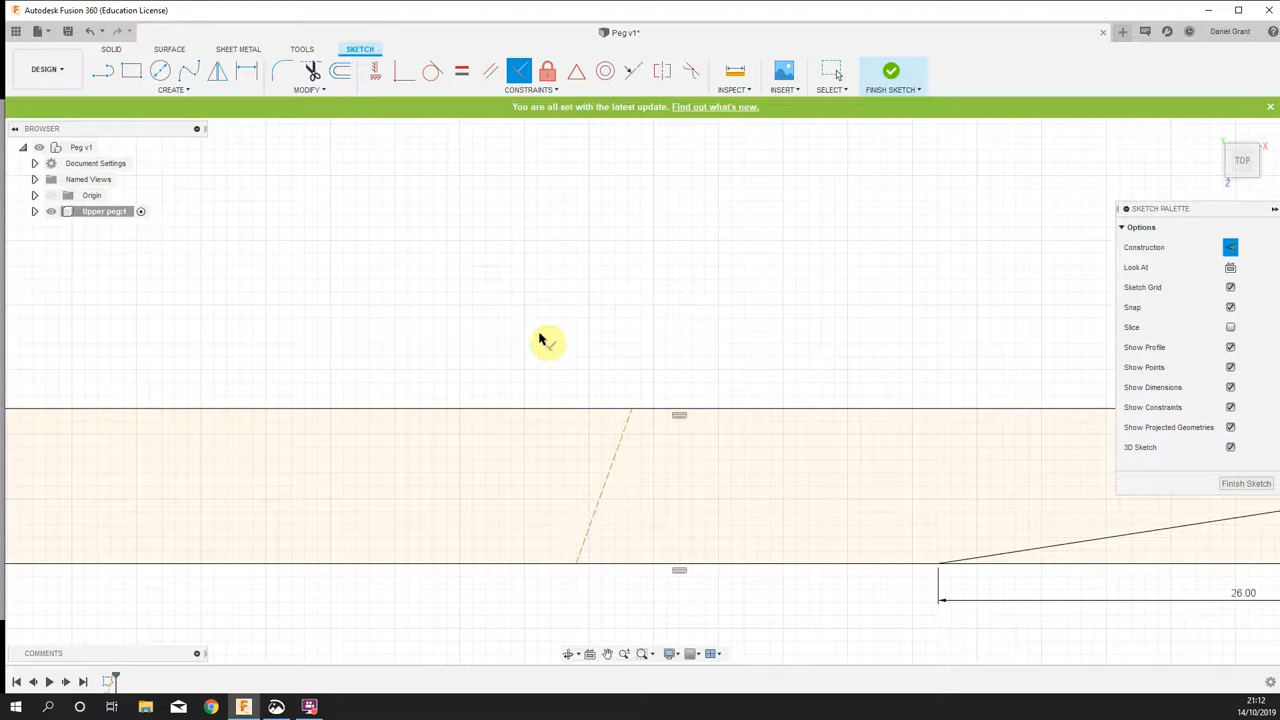 Autodesk Fusion 360 (Education License)
Peg v1*
Daniel Grant
SOLID SURFACE SHEET METAL TOOLS SKETCH
DESIGN
CREATE MODIFY CONSTRAINTS INSPECT INSERT SELECT FINISH SKETCH
You are all set with the latest update. Find out what's new.
BROWSER
Peg v1
Document Settings
Named Views
Origin
Upper peg:1
Y
X
TOP
Z
SKETCH PALETTE
Options
Construction
Look At
Sketch Grid
Snap
Slice
Show Profile
Show Points
Show Dimensions
Show Constraints
Show Projected Geometries
3D Sketch
Finish Sketch
26.00
COMMENTS
21:12
14/10/2019